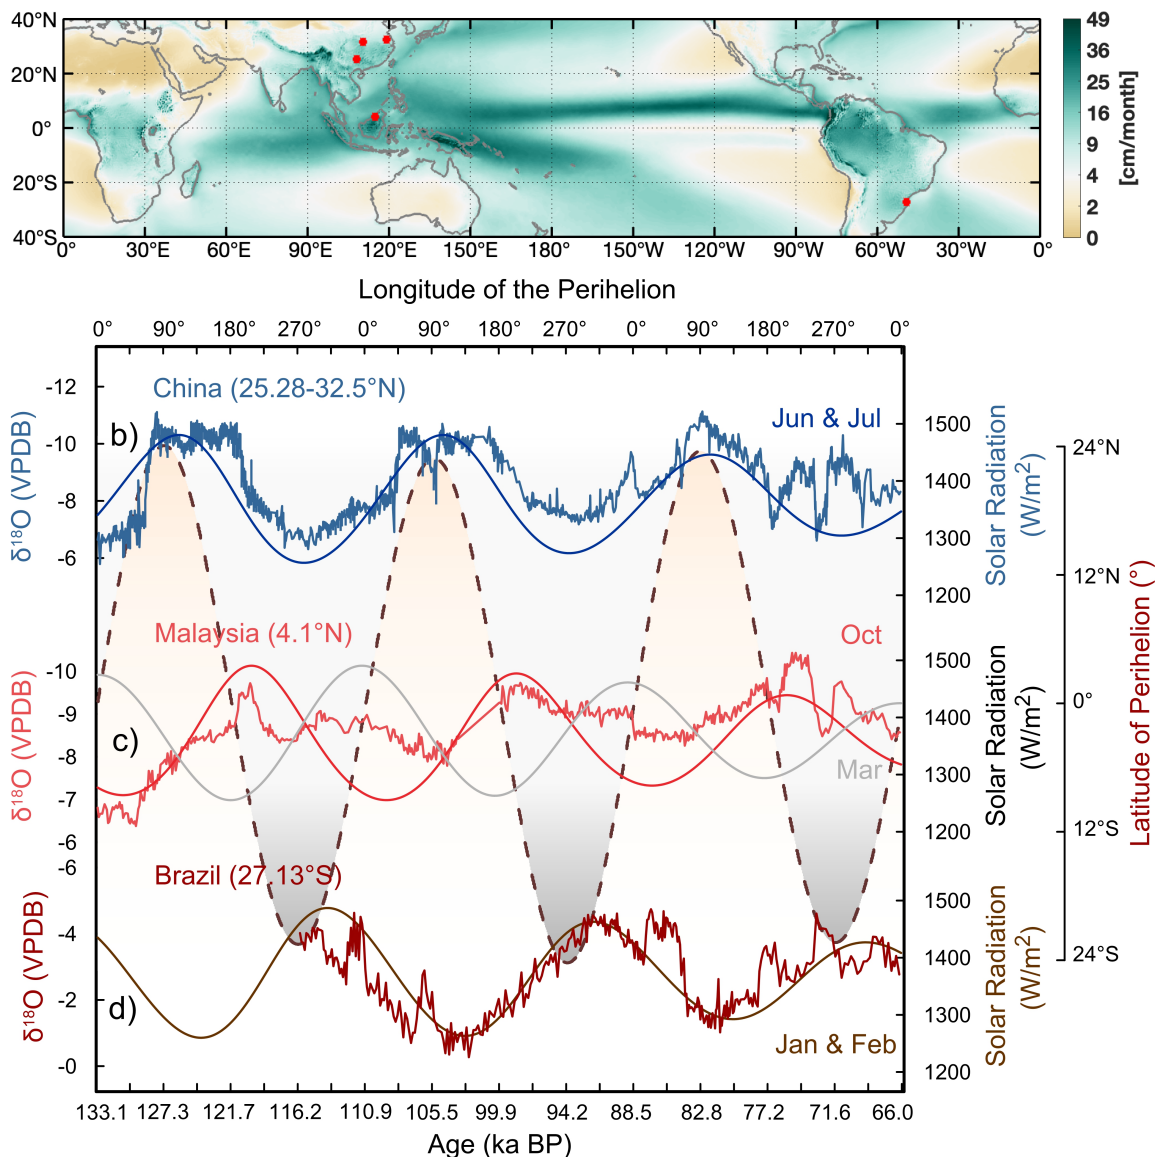 40°N
20°N
0°
20°S
40°S
0° 30°E 60°E 90°E 120°E 150°E 180° 150°W 120°W 90°W 60°W 30°W 0°
49
36
25
16
9
4
2
0
[cm/month]
Longitude of the Perihelion
0° 90° 180° 270° 0° 90° 180° 270° 0° 90° 180° 270° 0°
China (25.28-32.5°N)
Jun & Jul
b)
-12
-10
-8
-6
δ18O (VPDB)
1500
1400
1300
1200
Solar Radiation
(W/m2)
Malaysia (4.1°N)
Oct
c)
Mar
-10
-9
-8
-7
-6
δ18O (VPDB)
1500
1400
1300
1200
Solar Radiation
(W/m2)
24°N
12°N
0°
12°S
24°S
Latitude of Perihelion (°)
Brazil (27.13°S)
d)
Jan & Feb
-6
-4
-2
-0
δ18O (VPDB)
1500
1400
1300
1200
Solar Radiation
(W/m2)
133.1 127.3 121.7 116.2 110.9 105.5 99.9 94.2 88.5 82.8 77.2 71.6 66.0
Age (ka BP)